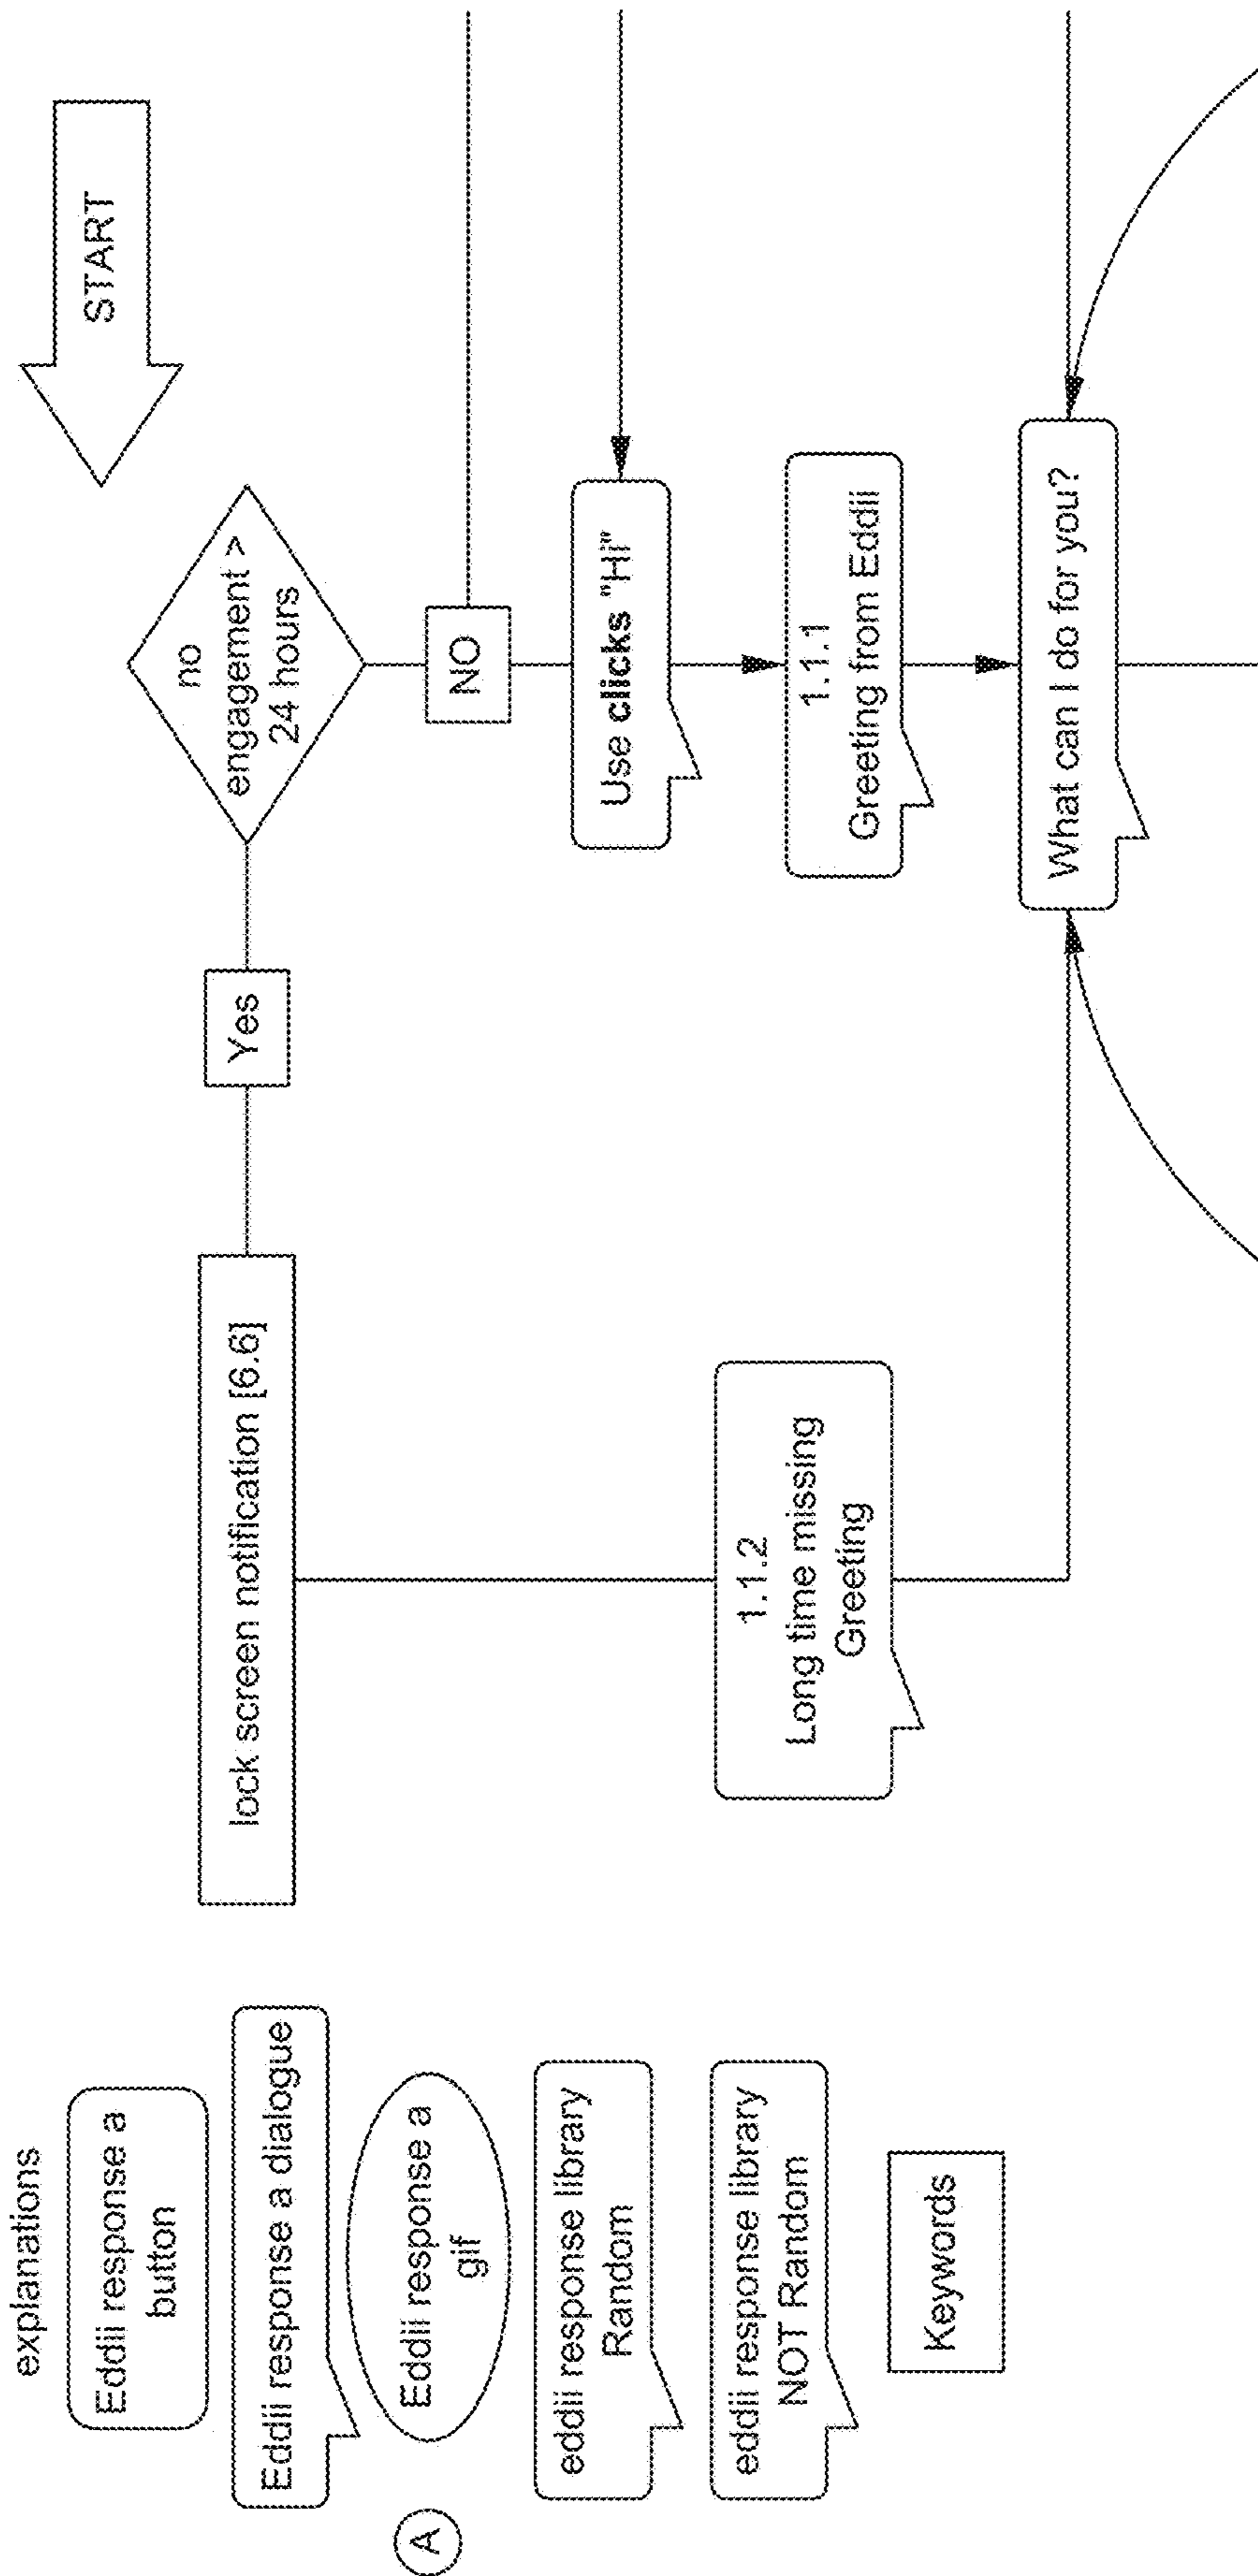 explanations
Eddii response a
button
Eddii response a dialogue
A
Eddii response a
gif
eddii response library
Random
eddii response library
NOT Random
Keywords
START
no
engagement >
24 hours
Yes
lock screen notification [6.6]
NO
Use clicks "Hi"
1.1.1
Greeting from Eddii
1.1.2
Long time missing
Greeting
What can I do for you?